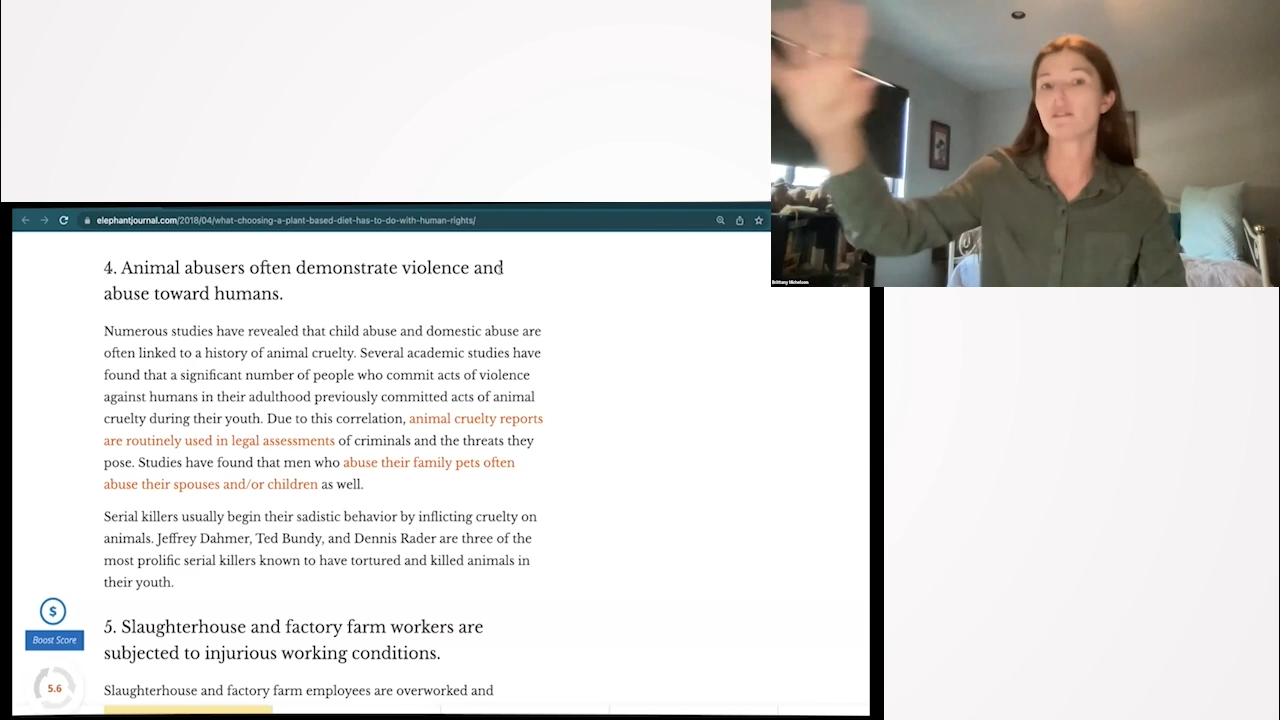 Brittany Michelson
elephantjournal.com/2018/04/what-choosing-a-plant-based-diet-has-to-do-with-human-rights/
4. Animal abusers often demonstrate violence and
abuse toward humans.
Numerous studies have revealed that child abuse and domestic abuse are
often linked to a history of animal cruelty. Several academic studies have
found that a significant number of people who commit acts of violence
against humans in their adulthood previously committed acts of animal
cruelty during their youth. Due to this correlation, animal cruelty reports
are routinely used in legal assessments of criminals and the threats they
pose. Studies have found that men who abuse their family pets often
abuse their spouses and/or children as well.
Serial killers usually begin their sadistic behavior by inflicting cruelty on
animals. Jeffrey Dahmer, Ted Bundy, and Dennis Rader are three of the
most prolific serial killers known to have tortured and killed animals in
their youth.
$
Boost Score
5.6
5. Slaughterhouse and factory farm workers are
subjected to injurious working conditions.
Slaughterhouse and factory farm employees are overworked and